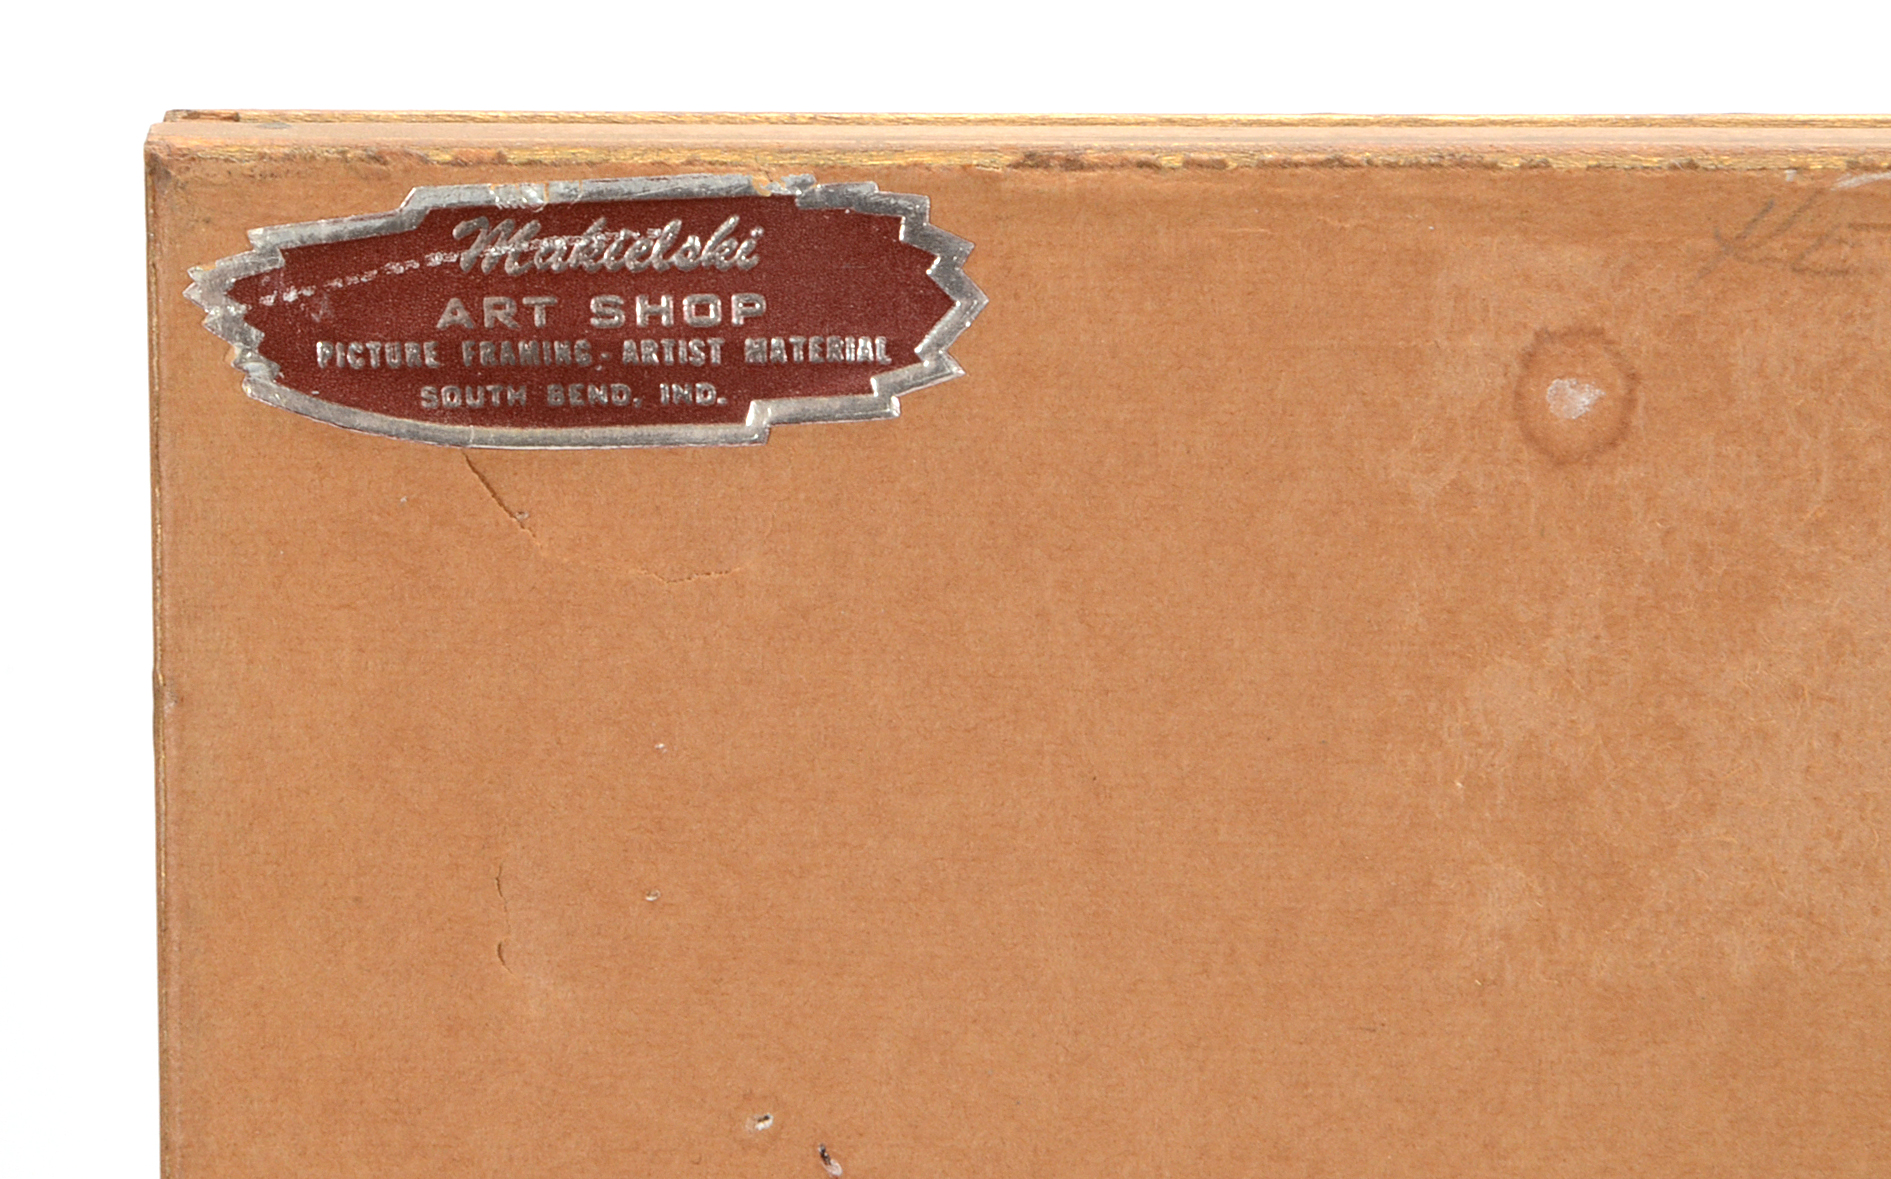 Makielski
ART SHOP
PICTURE FRAMING - ARTIST MATERIAL
SOUTH BEND, IND.